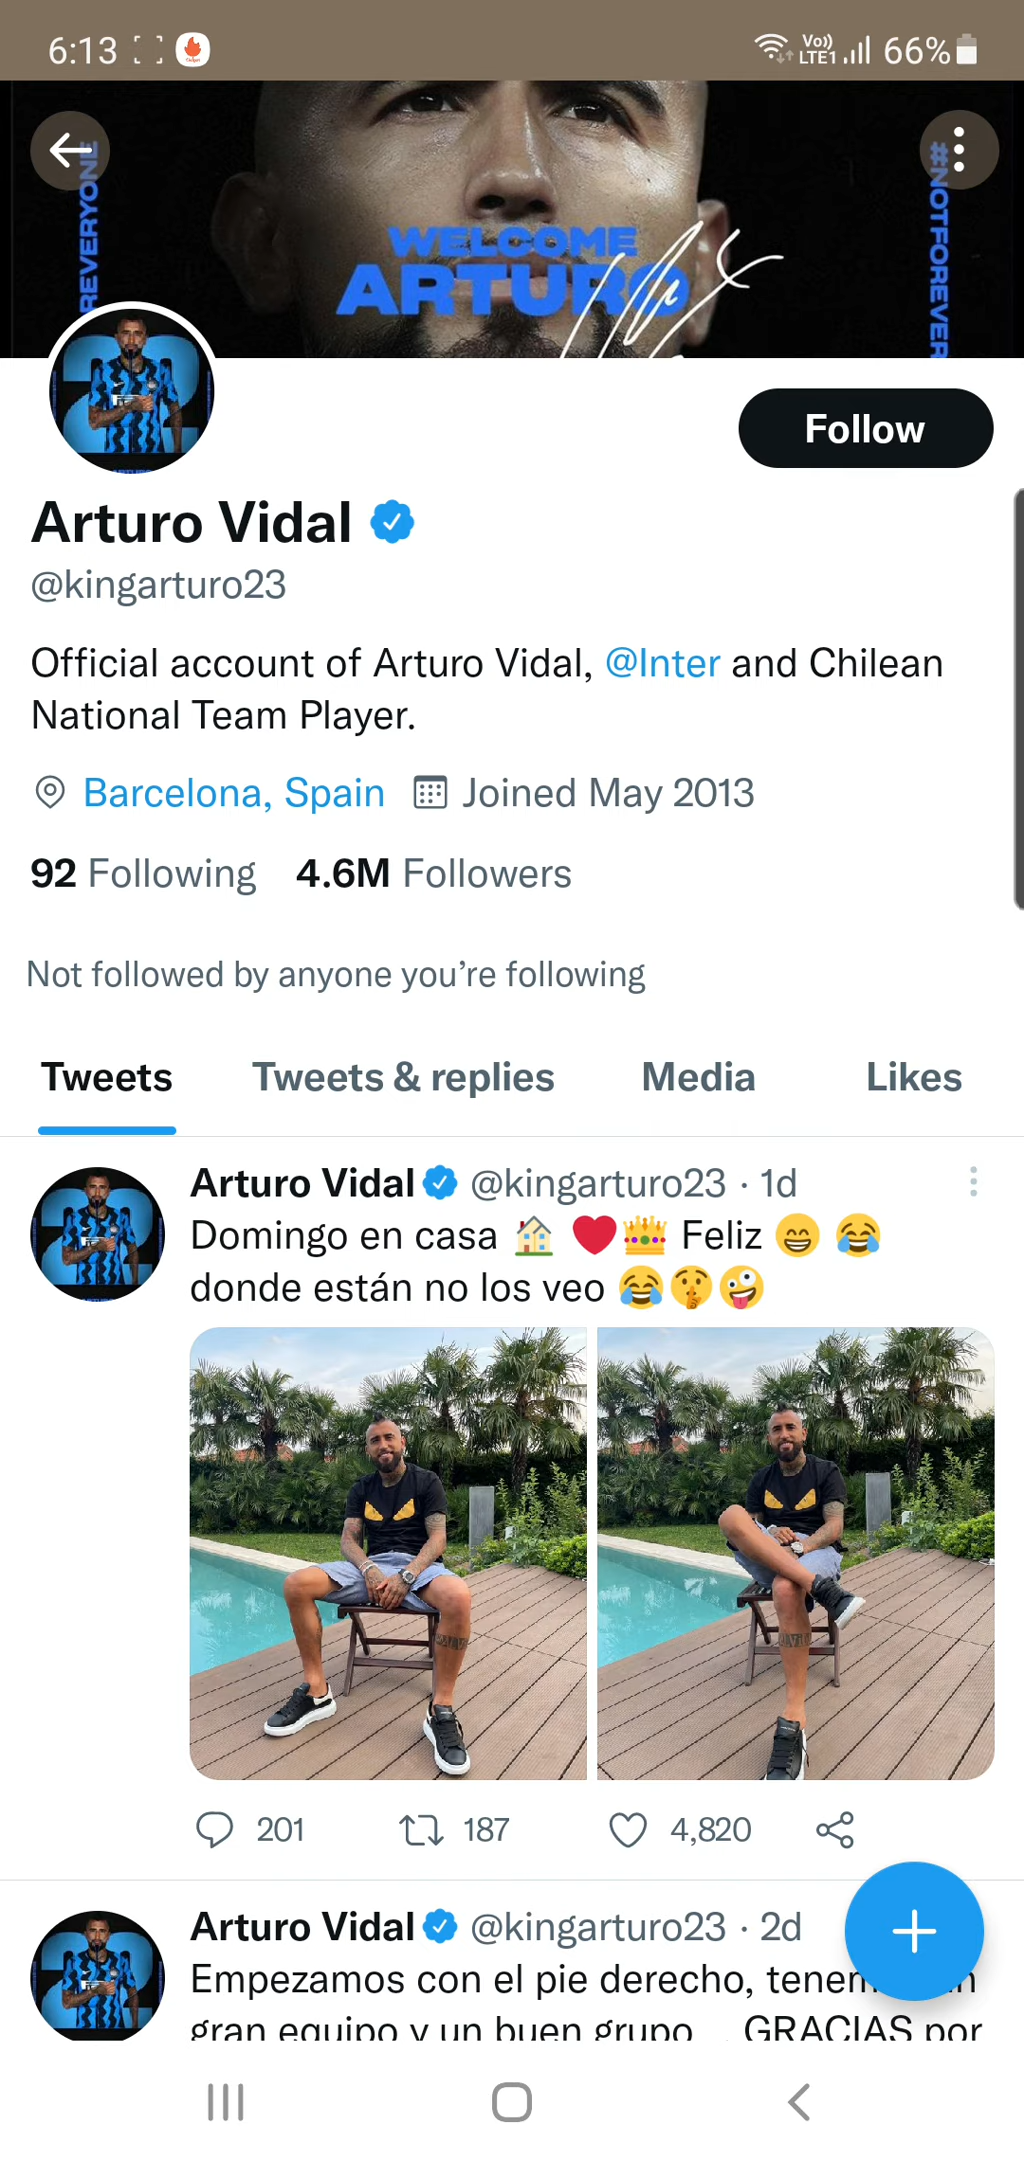 6:13
Vo)) LTE1 66%
REVERYONE
#NOTFOREVER
WELCOME
ARTURO
Follow
Arturo Vidal
@kingarturo23
Official account of Arturo Vidal, @Inter and Chilean
National Team Player.
Barcelona, Spain Joined May 2013
92 Following 4.6M Followers
Not followed by anyone you’re following
Tweets Tweets & replies Media Likes
Arturo Vidal @kingarturo23 · 1d
Domingo en casa 🏠 ❤️👑 Feliz 😁 😂
donde están no los veo 😂🤫🤪
201 187 4,820
Arturo Vidal @kingarturo23 · 2d
Empezamos con el pie derecho,
gran equipo y un buen grupo GRACIAS por